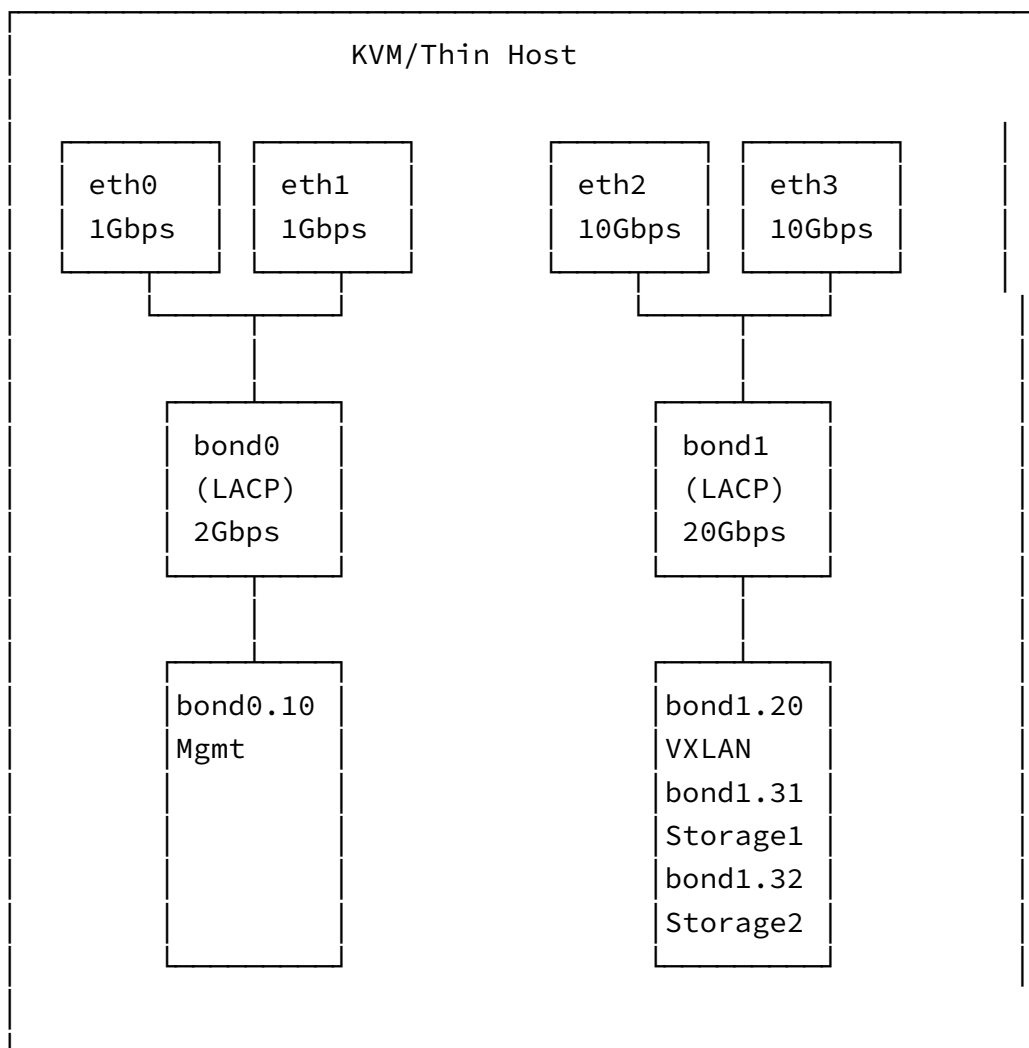 KVM/Thin Host
eth0 eth1 eth2 eth3
1Gbps 1Gbps 10Gbps 10Gbps
bond0 bond1
(LACP) (LACP)
2Gbps 20Gbps
bond0.10 bond1.20
Mgmt VXLAN
bond1.31
Storage1
bond1.32
Storage2